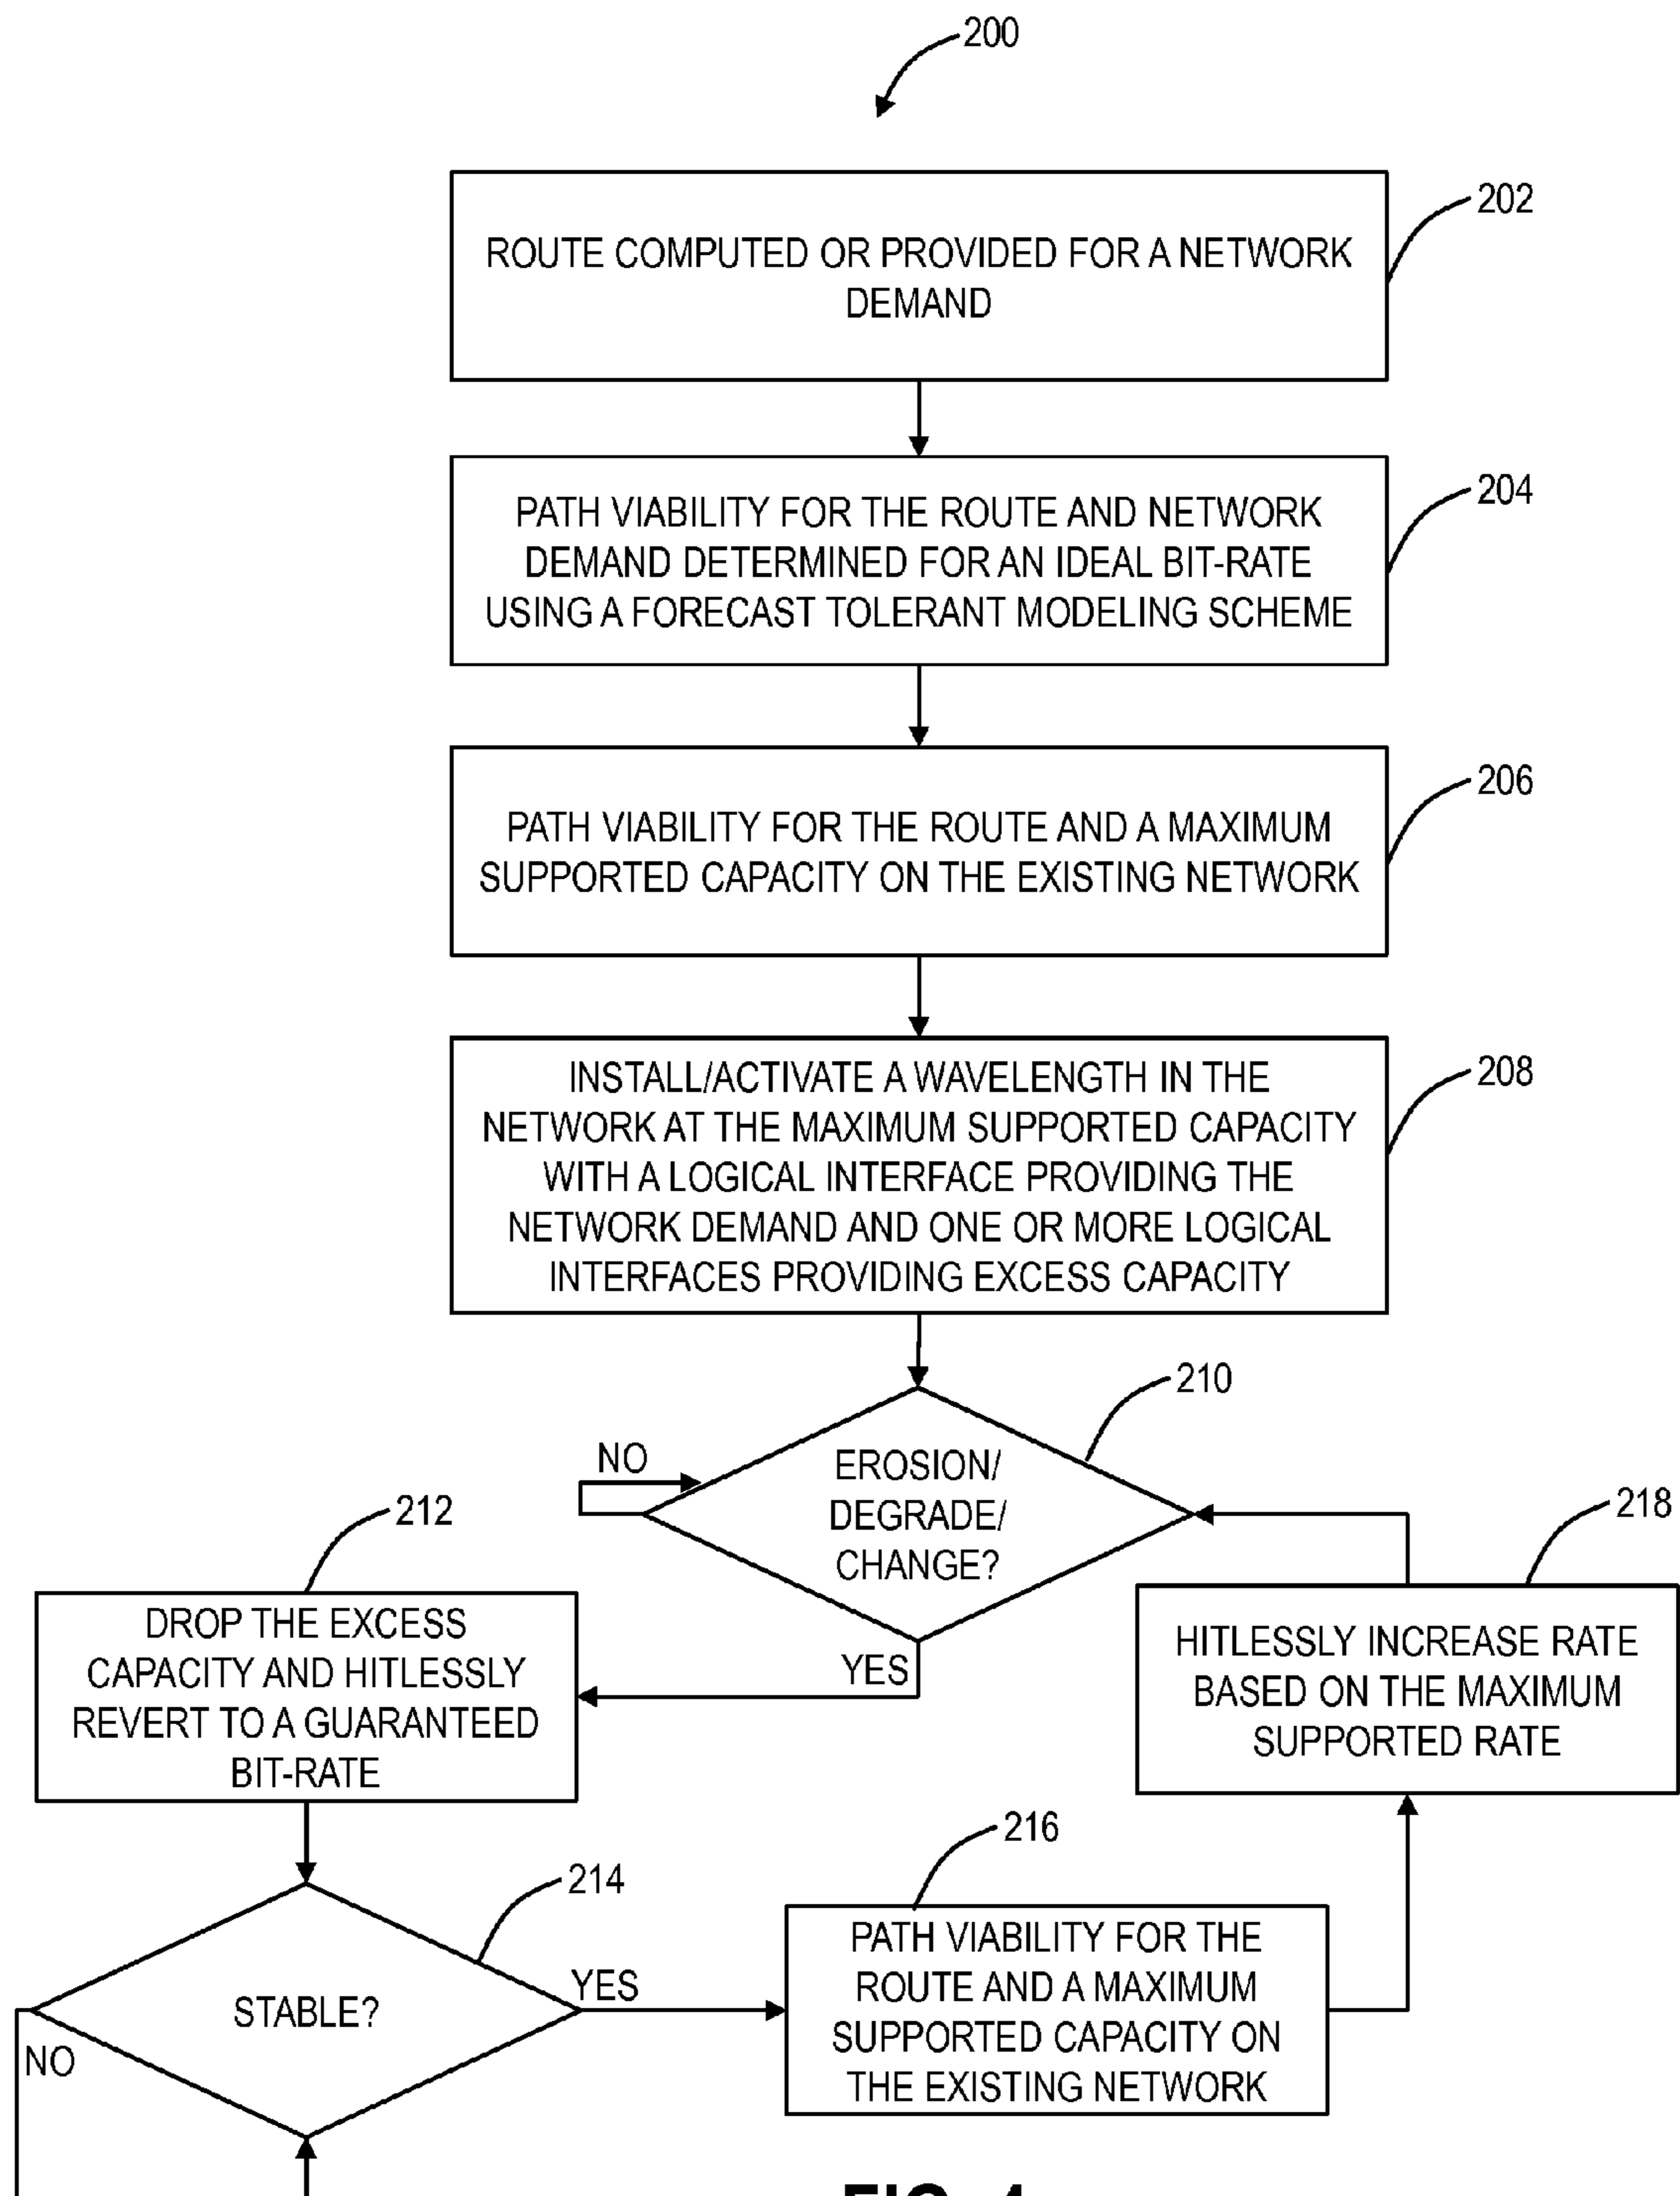 200
202
ROUTE COMPUTED OR PROVIDED FOR A NETWORK
DEMAND
204
PATH VIABILITY FOR THE ROUTE AND NETWORK
DEMAND DETERMINED FOR AN IDEAL BIT-RATE
USING A FORECAST TOLERANT MODELING SCHEME
206
PATH VIABILITY FOR THE ROUTE AND A MAXIMUM
SUPPORTED CAPACITY ON THE EXISTING NETWORK
208
INSTALL/ACTIVATE A WAVELENGTH IN THE
NETWORK AT THE MAXIMUM SUPPORTED CAPACITY
WITH A LOGICAL INTERFACE PROVIDING THE
NETWORK DEMAND AND ONE OR MORE LOGICAL
INTERFACES PROVIDING EXCESS CAPACITY
210
NO
EROSION/
DEGRADE/
CHANGE?
YES
212
DROP THE EXCESS
CAPACITY AND HITLESSLY
REVERT TO A GUARANTEED
BIT-RATE
218
HITLESSLY INCREASE RATE
BASED ON THE MAXIMUM
SUPPORTED RATE
214
STABLE?
YES
NO
216
PATH VIABILITY FOR THE
ROUTE AND A MAXIMUM
SUPPORTED CAPACITY ON
THE EXISTING NETWORK